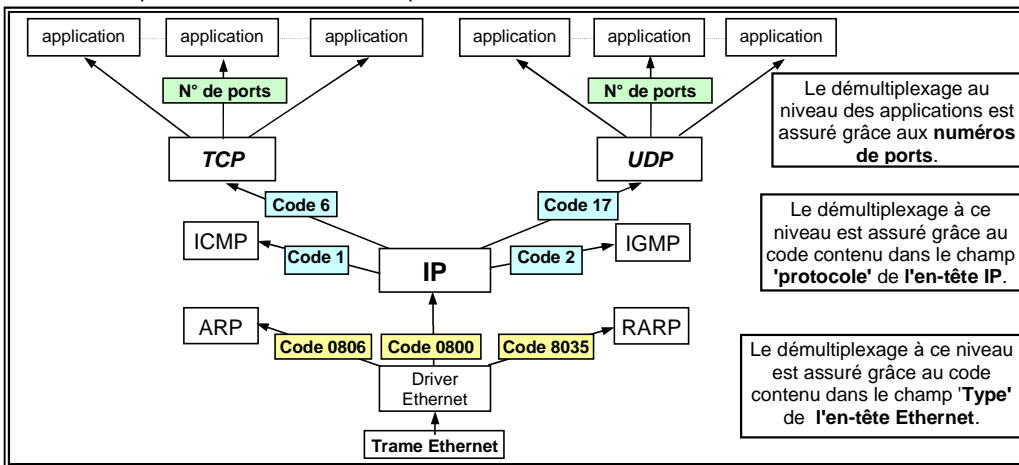 application application application application application application
N° de ports N° de ports
Le démultiplexage au
niveau des applications est
assuré grâce aux numéros
de ports.
TCP UDP
Code 6 Code 17
Le démultiplexage à ce
niveau est assuré grâce au
code contenu dans le champ
'protocole' de l'en-tête IP.
ICMP Code 1 IP Code 2 IGMP
ARP RARP
Code 0806 Code 0800 Code 8035
Le démultiplexage à ce niveau
est assuré grâce au code
contenu dans le champ 'Type'
de l'en-tête Ethernet.
Driver
Ethernet
Trame Ethernet